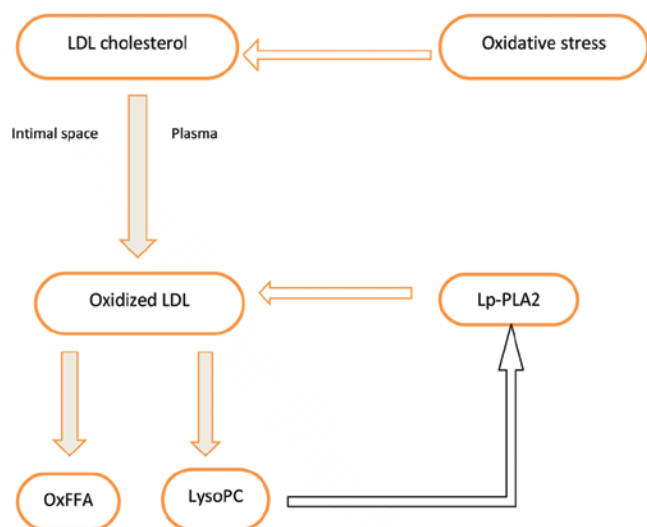 LDL cholesterol
Oxidative stress
Intimal space
Plasma
Oxidized LDL
Lp-PLA2
OxFFA
LysoPC